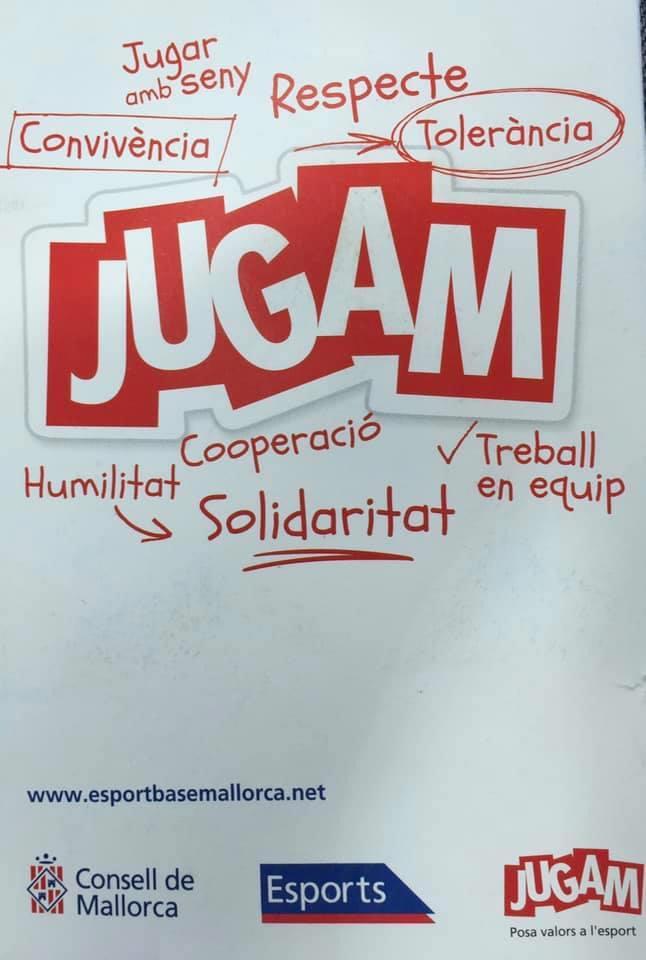 Jugar
amb seny
Respecte
Convivència
Tolerància
JUGAM
Cooperació
Humilitat
Treball
en equip
Solidaritat
www.esportbasemallorca.net
Consell de
Mallorca
Esports
JUGAM
Posa valors a l'esport